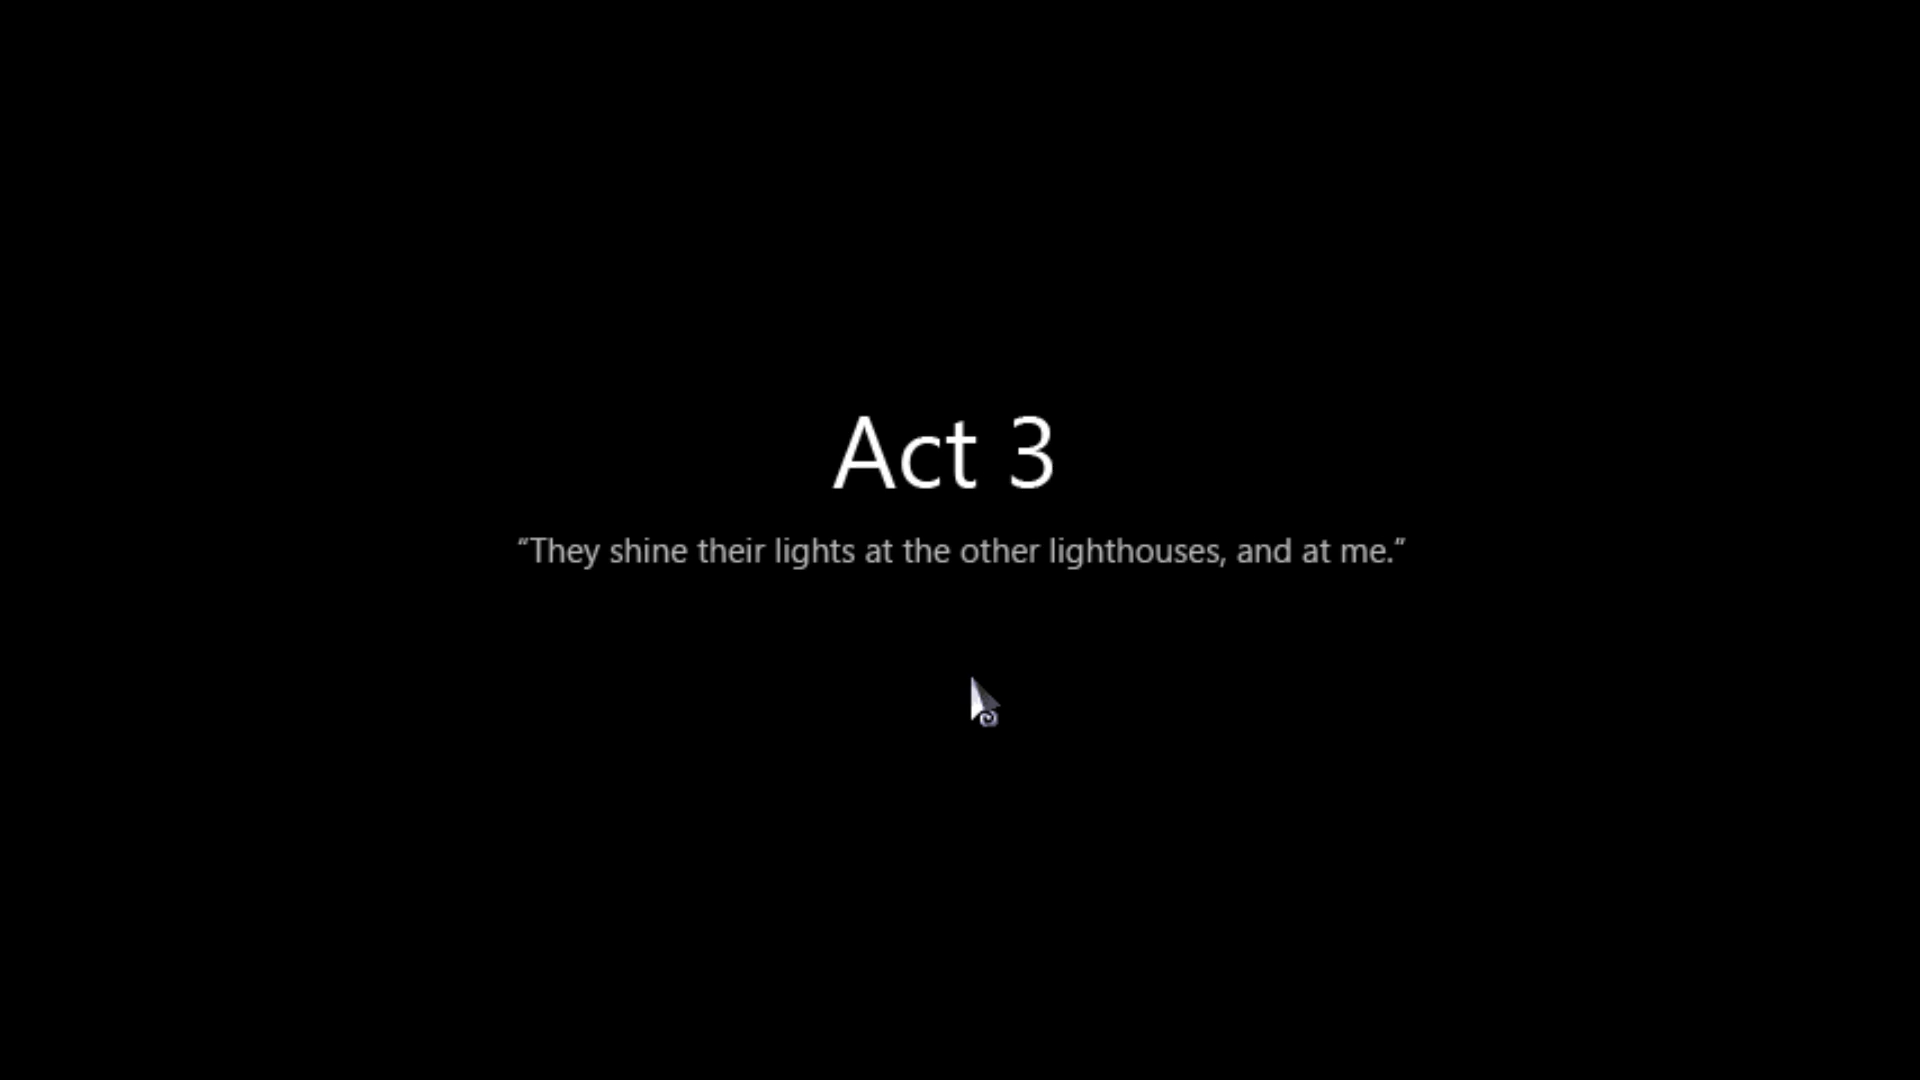 Act 3
“They shine their lights at the other lighthouses, and at me.”